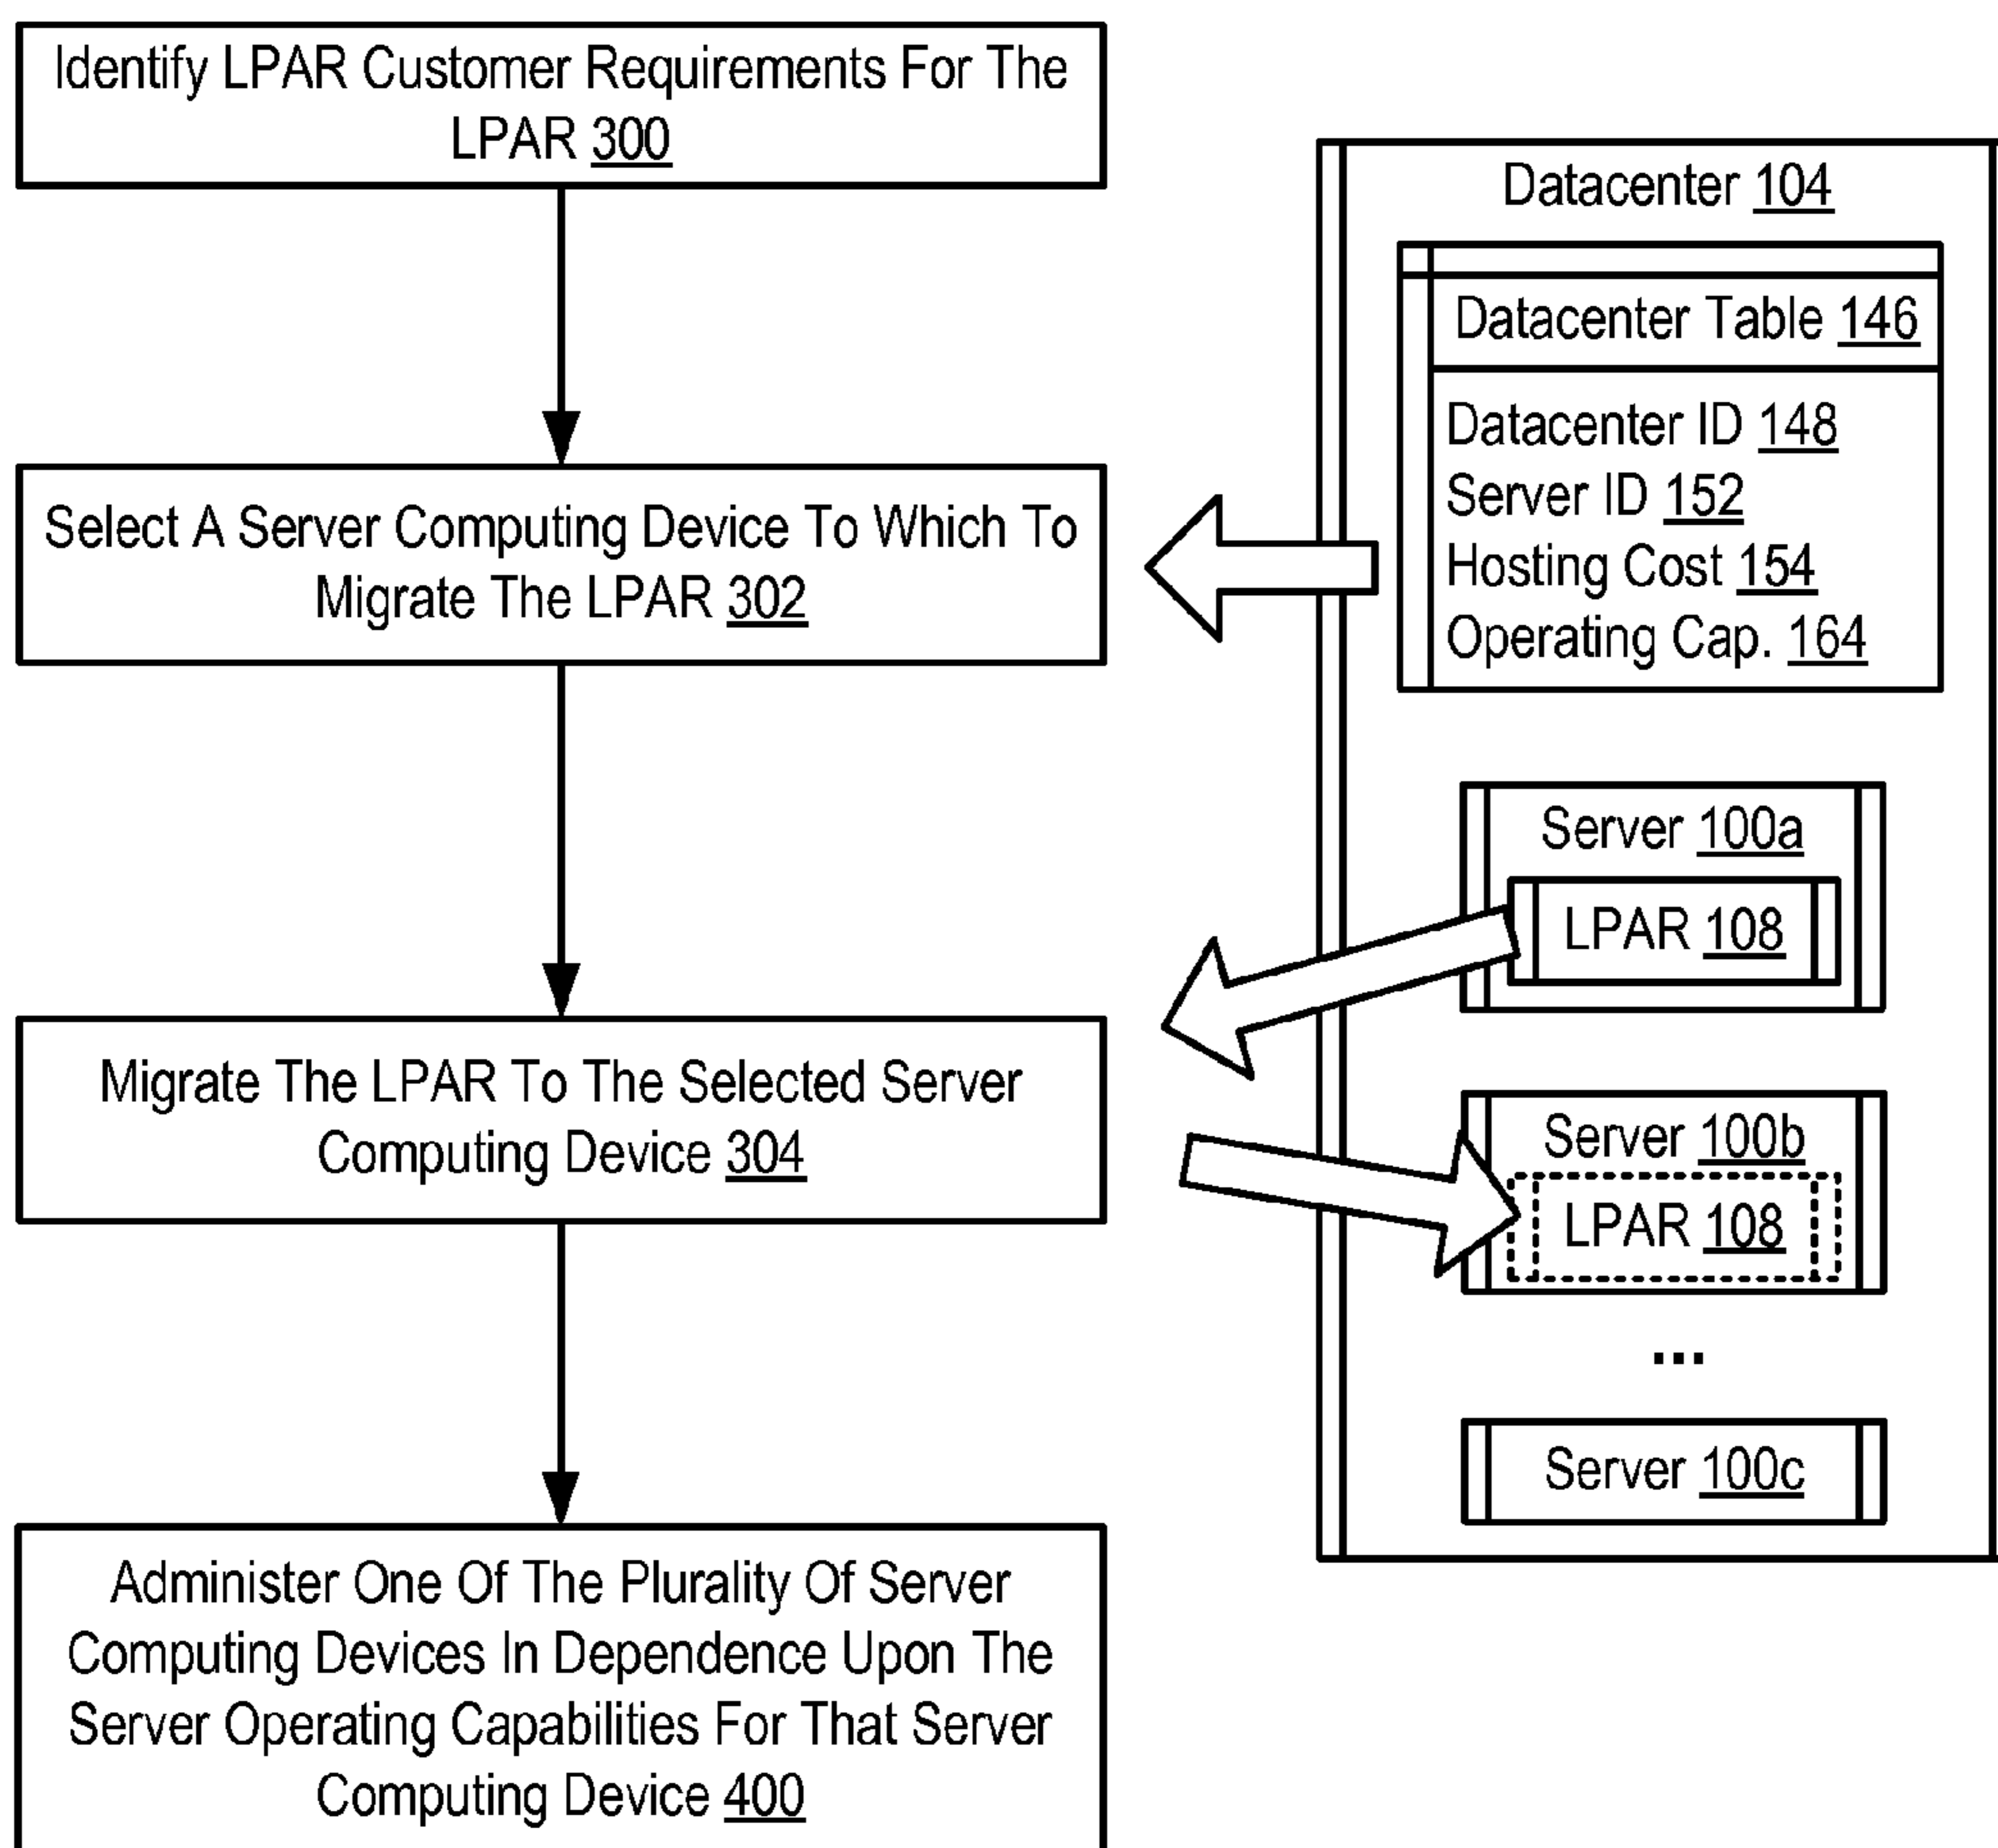 Identify LPAR Customer Requirements For The
LPAR 300
Select A Server Computing Device To Which To
Migrate The LPAR 302
Migrate The LPAR To The Selected Server
Computing Device 304
Administer One Of The Plurality Of Server
Computing Devices In Dependence Upon The
Server Operating Capabilities For That Server
Computing Device 400
Datacenter 104
Datacenter Table 146
Datacenter ID 148
Server ID 152
Hosting Cost 154
Operating Cap. 164
Server 100a
LPAR 108
Server 100b
LPAR 108
...
Server 100c